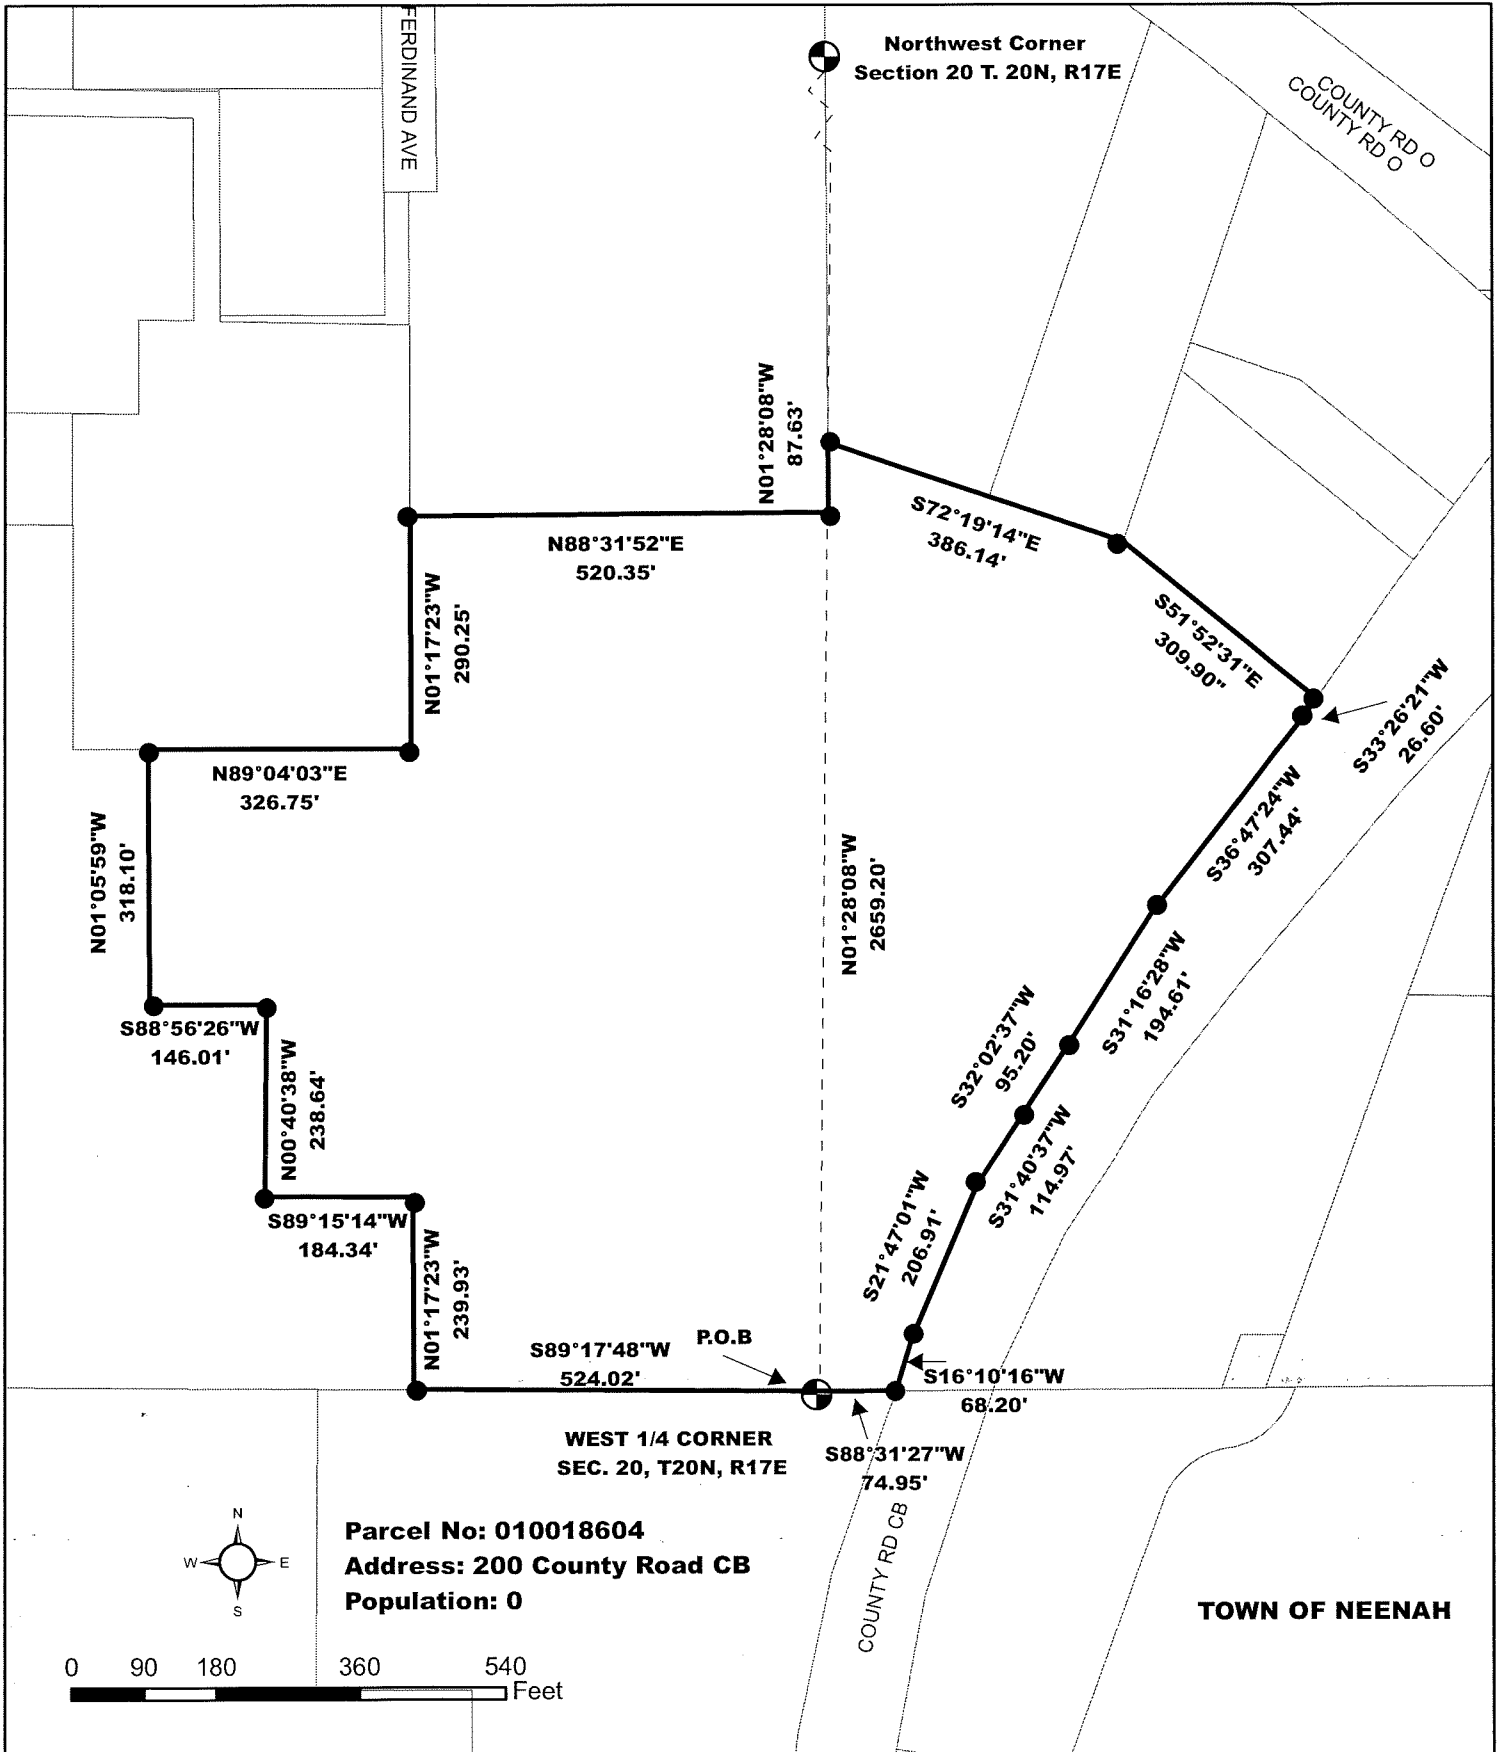 FERDINAND AVE
Northwest Corner
Section 20 T. 20N, R17E
COUNTY RD O
COUNTY RD O
N01°28'08"W
87.63'
S72°19'14"E
386.14'
N88°31'52"E
520.35'
N01°17'23"W
290.25'
S51°52'31"E
309.90"
S33°26'21"W
26.60'
N89°04'03"E
326.75'
S36°47'24"W
307.44'
N01°05'59"W
318.10'
N01°28'08"W
2659.20'
S31°16'28"W
194.61'
S88°56'26"W
146.01'
S32°02'37"W
95.20'
N00°40'38"W
238.64'
S31°40'37"W
114.97'
S89°15'14"W
184.34'
S21°47'01"W
206.91'
N01°17'23"W
239.93'
S89°17'48"W
524.02'
P.O.B
S16°10'16"W
68.20'
WEST 1/4 CORNER
SEC. 20, T20N, R17E
S88°31'27"W
74.95'
COUNTY RD CB
N
W E
S
Parcel No: 010018604
Address: 200 County Road CB
Population: 0
TOWN OF NEENAH
0 90 180 360 540
Feet